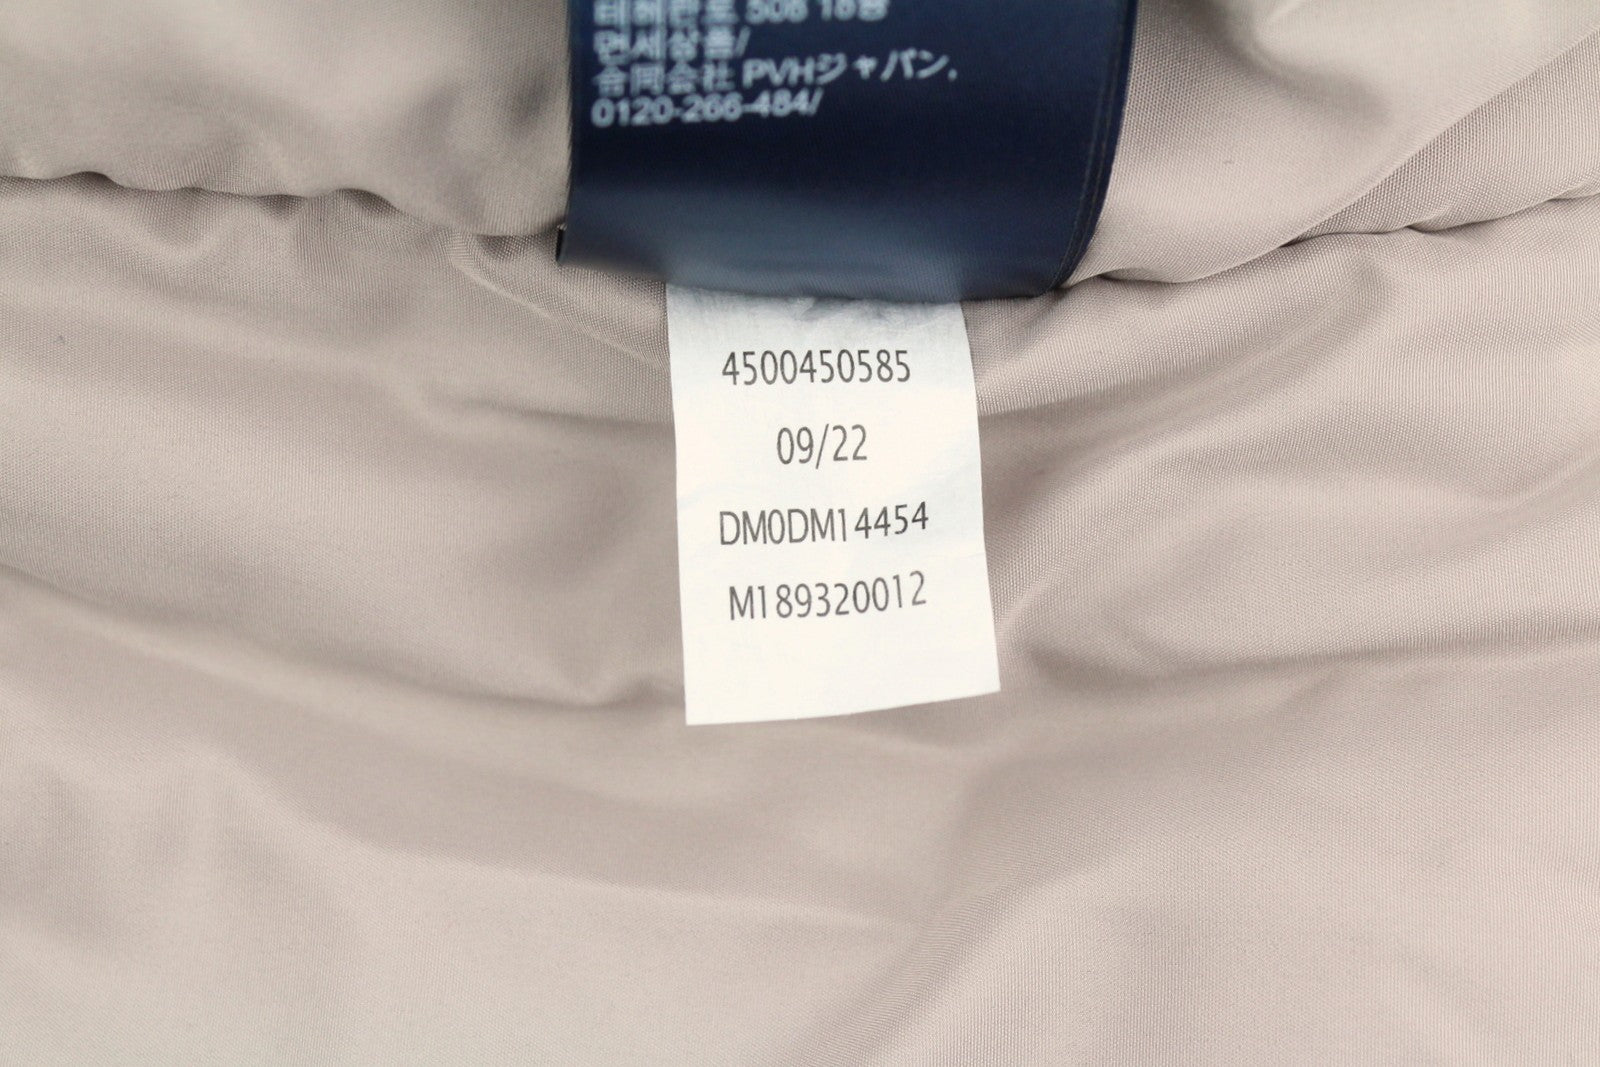 테헤란로 508 18층
면세상품/
合同会社 PVHジャパン,
0120-266-484/
4500450585
09/22
DM0DM14454
M189320012